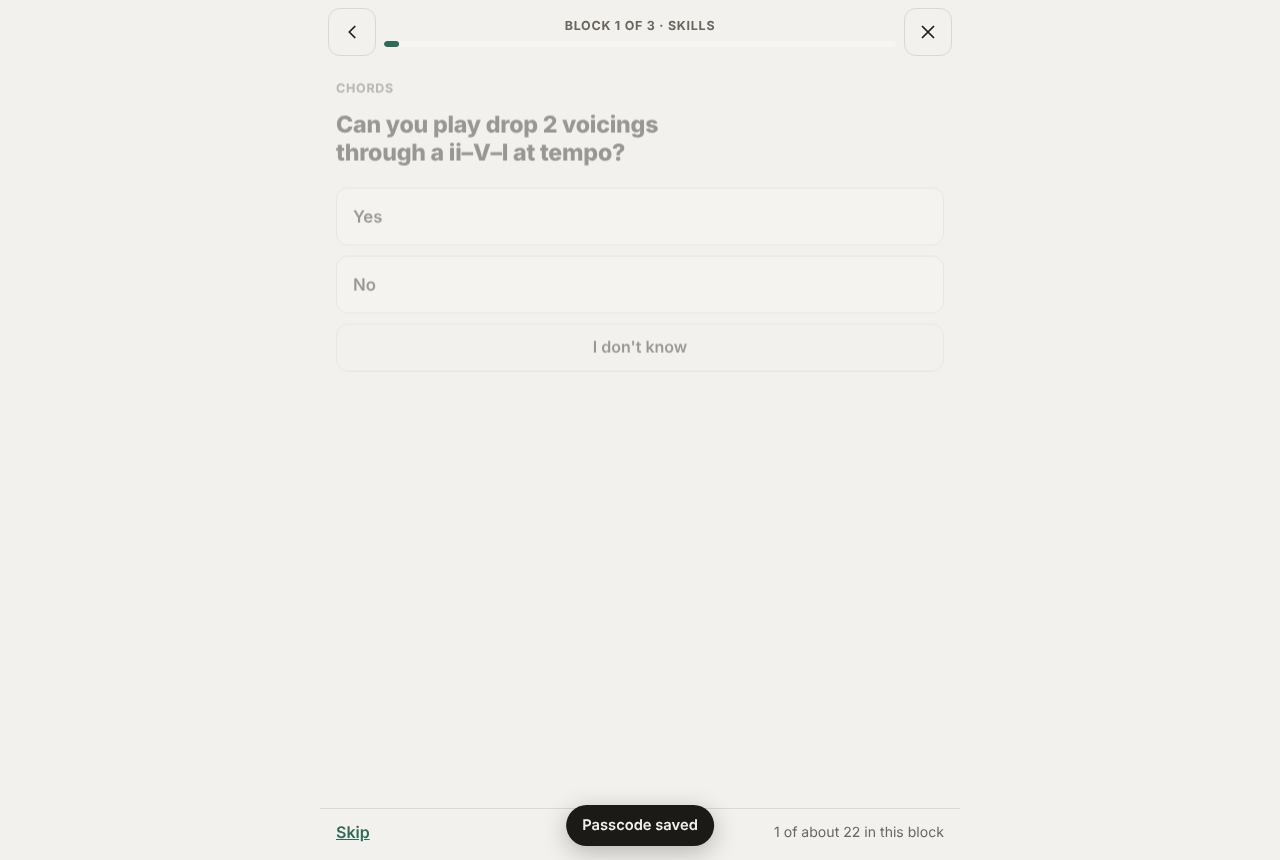 BLOCK 1 OF 3 · SKILLS
CHORDS
Can you play drop 2 voicings
through a ii–V–I at tempo?
Yes
No
I don't know
Skip
Passcode saved
1 of about 22 in this block